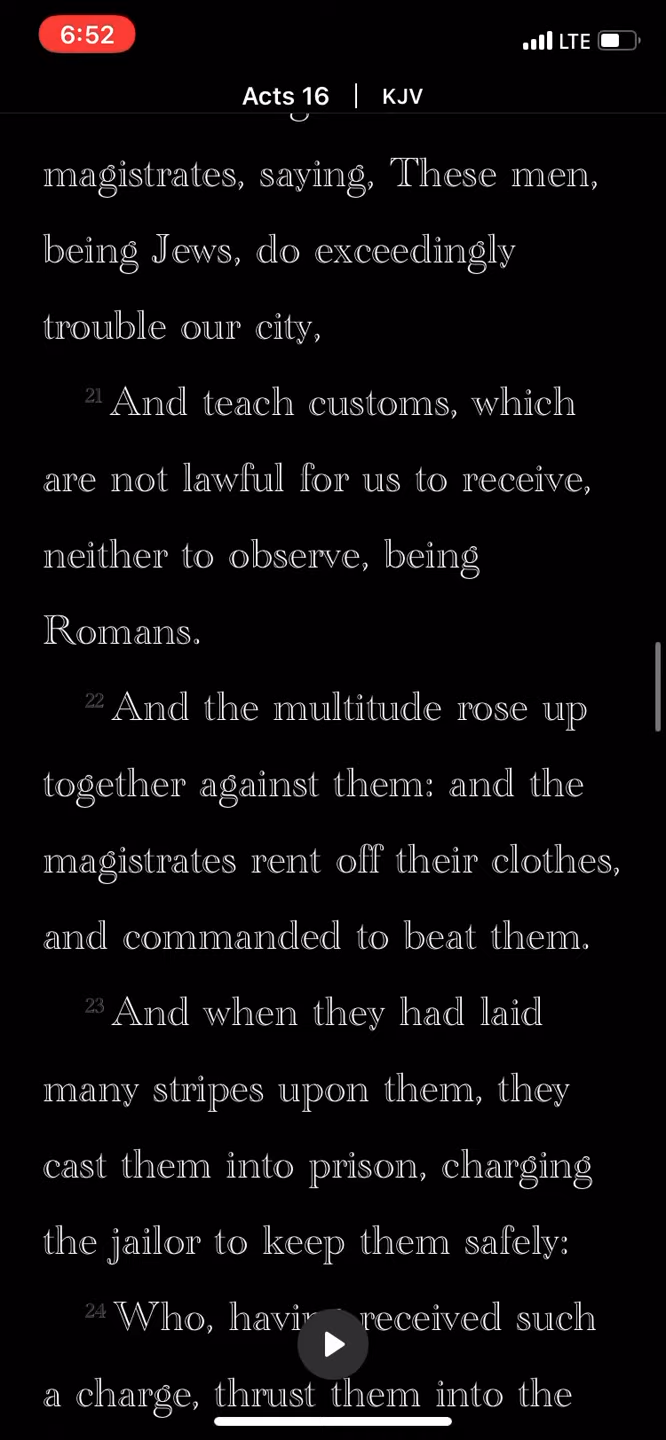 6:52
LTE
Acts 16 | KJV
magistrates, saying, These men,
being Jews, do exceedingly
trouble our city,
21 And teach customs, which
are not lawful for us to receive,
neither to observe, being
Romans.
22 And the multitude rose up
together against them: and the
magistrates rent off their clothes,
and commanded to beat them.
23 And when they had laid
many stripes upon them, they
cast them into prison, charging
the jailor to keep them safely:
24 Who, having received such
a charge, thrust them into the